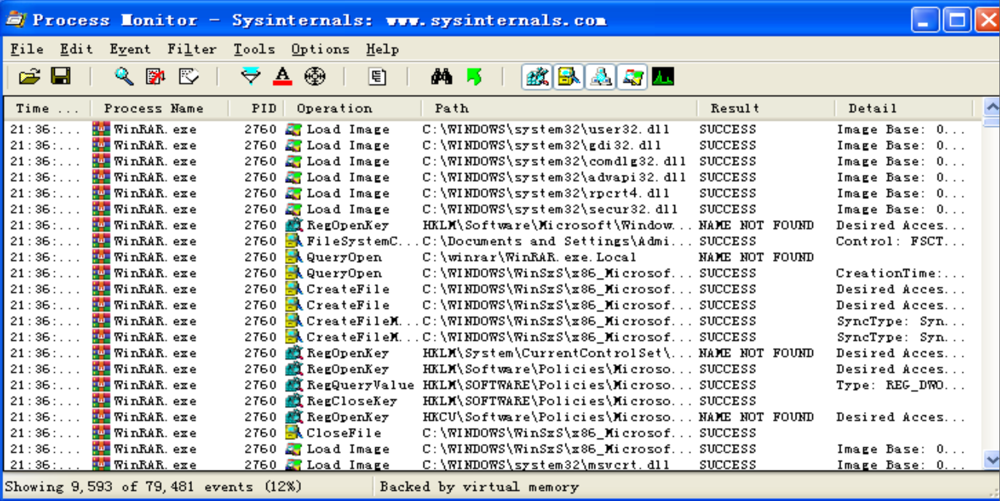 Process Monitor - Sysinternals: www.sysinternals.com
File Edit Event Filter Tools Options Help
Time ... Process Name PID Operation Path Result Detail
21:36:... WinRAR.exe 2760 Load Image C:\WINDOWS\system32\user32.dll SUCCESS Image Base: 0...
21:36:... WinRAR.exe 2760 Load Image C:\WINDOWS\system32\gdi32.dll SUCCESS Image Base: 0...
21:36:... WinRAR.exe 2760 Load Image C:\WINDOWS\system32\comdlg32.dll SUCCESS Image Base: 0...
21:36:... WinRAR.exe 2760 Load Image C:\WINDOWS\system32\advapi32.dll SUCCESS Image Base: 0...
21:36:... WinRAR.exe 2760 Load Image C:\WINDOWS\system32\rpcrt4.dll SUCCESS Image Base: 0...
21:36:... WinRAR.exe 2760 Load Image C:\WINDOWS\system32\secur32.dll SUCCESS Image Base: 0...
21:36:... WinRAR.exe 2760 RegOpenKey HKLM\Software\Microsoft\Window... NAME NOT FOUND Desired Acces...
21:36:... WinRAR.exe 2760 FileSystemC... C:\Documents and Settings\Admi... SUCCESS Control: FSCT...
21:36:... WinRAR.exe 2760 QueryOpen C:\winrar\WinRAR.exe.Local NAME NOT FOUND
21:36:... WinRAR.exe 2760 QueryOpen C:\WINDOWS\WinSxS\x86_Microsof... SUCCESS CreationTime:...
21:36:... WinRAR.exe 2760 CreateFile C:\WINDOWS\WinSxS\x86_Microsof... SUCCESS Desired Acces...
21:36:... WinRAR.exe 2760 CreateFile C:\WINDOWS\WinSxS\x86_Microsof... SUCCESS Desired Acces...
21:36:... WinRAR.exe 2760 CreateFileM... C:\WINDOWS\WinSxS\x86_Microsof... SUCCESS SyncType: Syn...
21:36:... WinRAR.exe 2760 CreateFileM... C:\WINDOWS\WinSxS\x86_Microsof... SUCCESS SyncType: Syn...
21:36:... WinRAR.exe 2760 RegOpenKey HKLM\System\CurrentControlSet\... NAME NOT FOUND Desired Acces...
21:36:... WinRAR.exe 2760 RegOpenKey HKLM\Software\Policies\Microso... SUCCESS Desired Acces...
21:36:... WinRAR.exe 2760 RegQueryValue HKLM\SOFTWARE\Policies\Microso... SUCCESS Type: REG_DWO...
21:36:... WinRAR.exe 2760 RegCloseKey HKLM\SOFTWARE\Policies\Microso... SUCCESS
21:36:... WinRAR.exe 2760 RegOpenKey HKCU\Software\Policies\Microso... NAME NOT FOUND Desired Acces...
21:36:... WinRAR.exe 2760 CloseFile C:\WINDOWS\WinSxS\x86_Microsof... SUCCESS
21:36:... WinRAR.exe 2760 Load Image C:\WINDOWS\WinSxS\x86_Microsof... SUCCESS Image Base: 0...
21:36:... WinRAR.exe 2760 Load Image C:\WINDOWS\system32\msvcrt.dll SUCCESS Image Base: 0...
Showing 9,593 of 79,481 events (12%) Backed by virtual memory